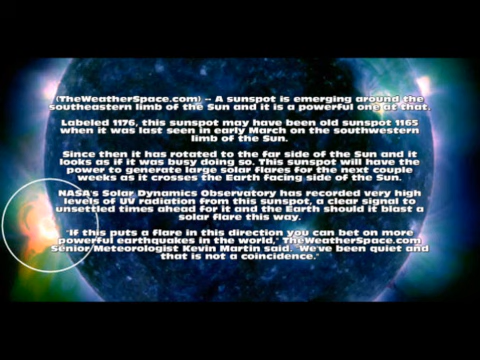 (TheWeatherSpace.com) -- A sunspot is emerging around the
southeastern limb of the Sun and it is a powerful one at that.
Labeled 1176, this sunspot may have been old sunspot 1165
when it was last seen in early March on the southwestern
limb of the Sun.
Since then it has rotated to the far side of the Sun and it
looks as if it was busy doing so. This sunspot will have the
power to generate large solar flares for the next couple
weeks as it crosses the Earth facing side of the Sun.
NASA's Solar Dynamics Observatory has recorded very high
levels of UV radiation from this sunspot, a clear signal to
unsettled times ahead for it and the Earth should it blast a
solar flare this way.
"If this puts a flare in this direction you can bet on more
powerful earthquakes in the world," TheWeatherSpace.com
Senior Meteorologist Kevin Martin said. "We've been quiet and
that is not a coincidence."